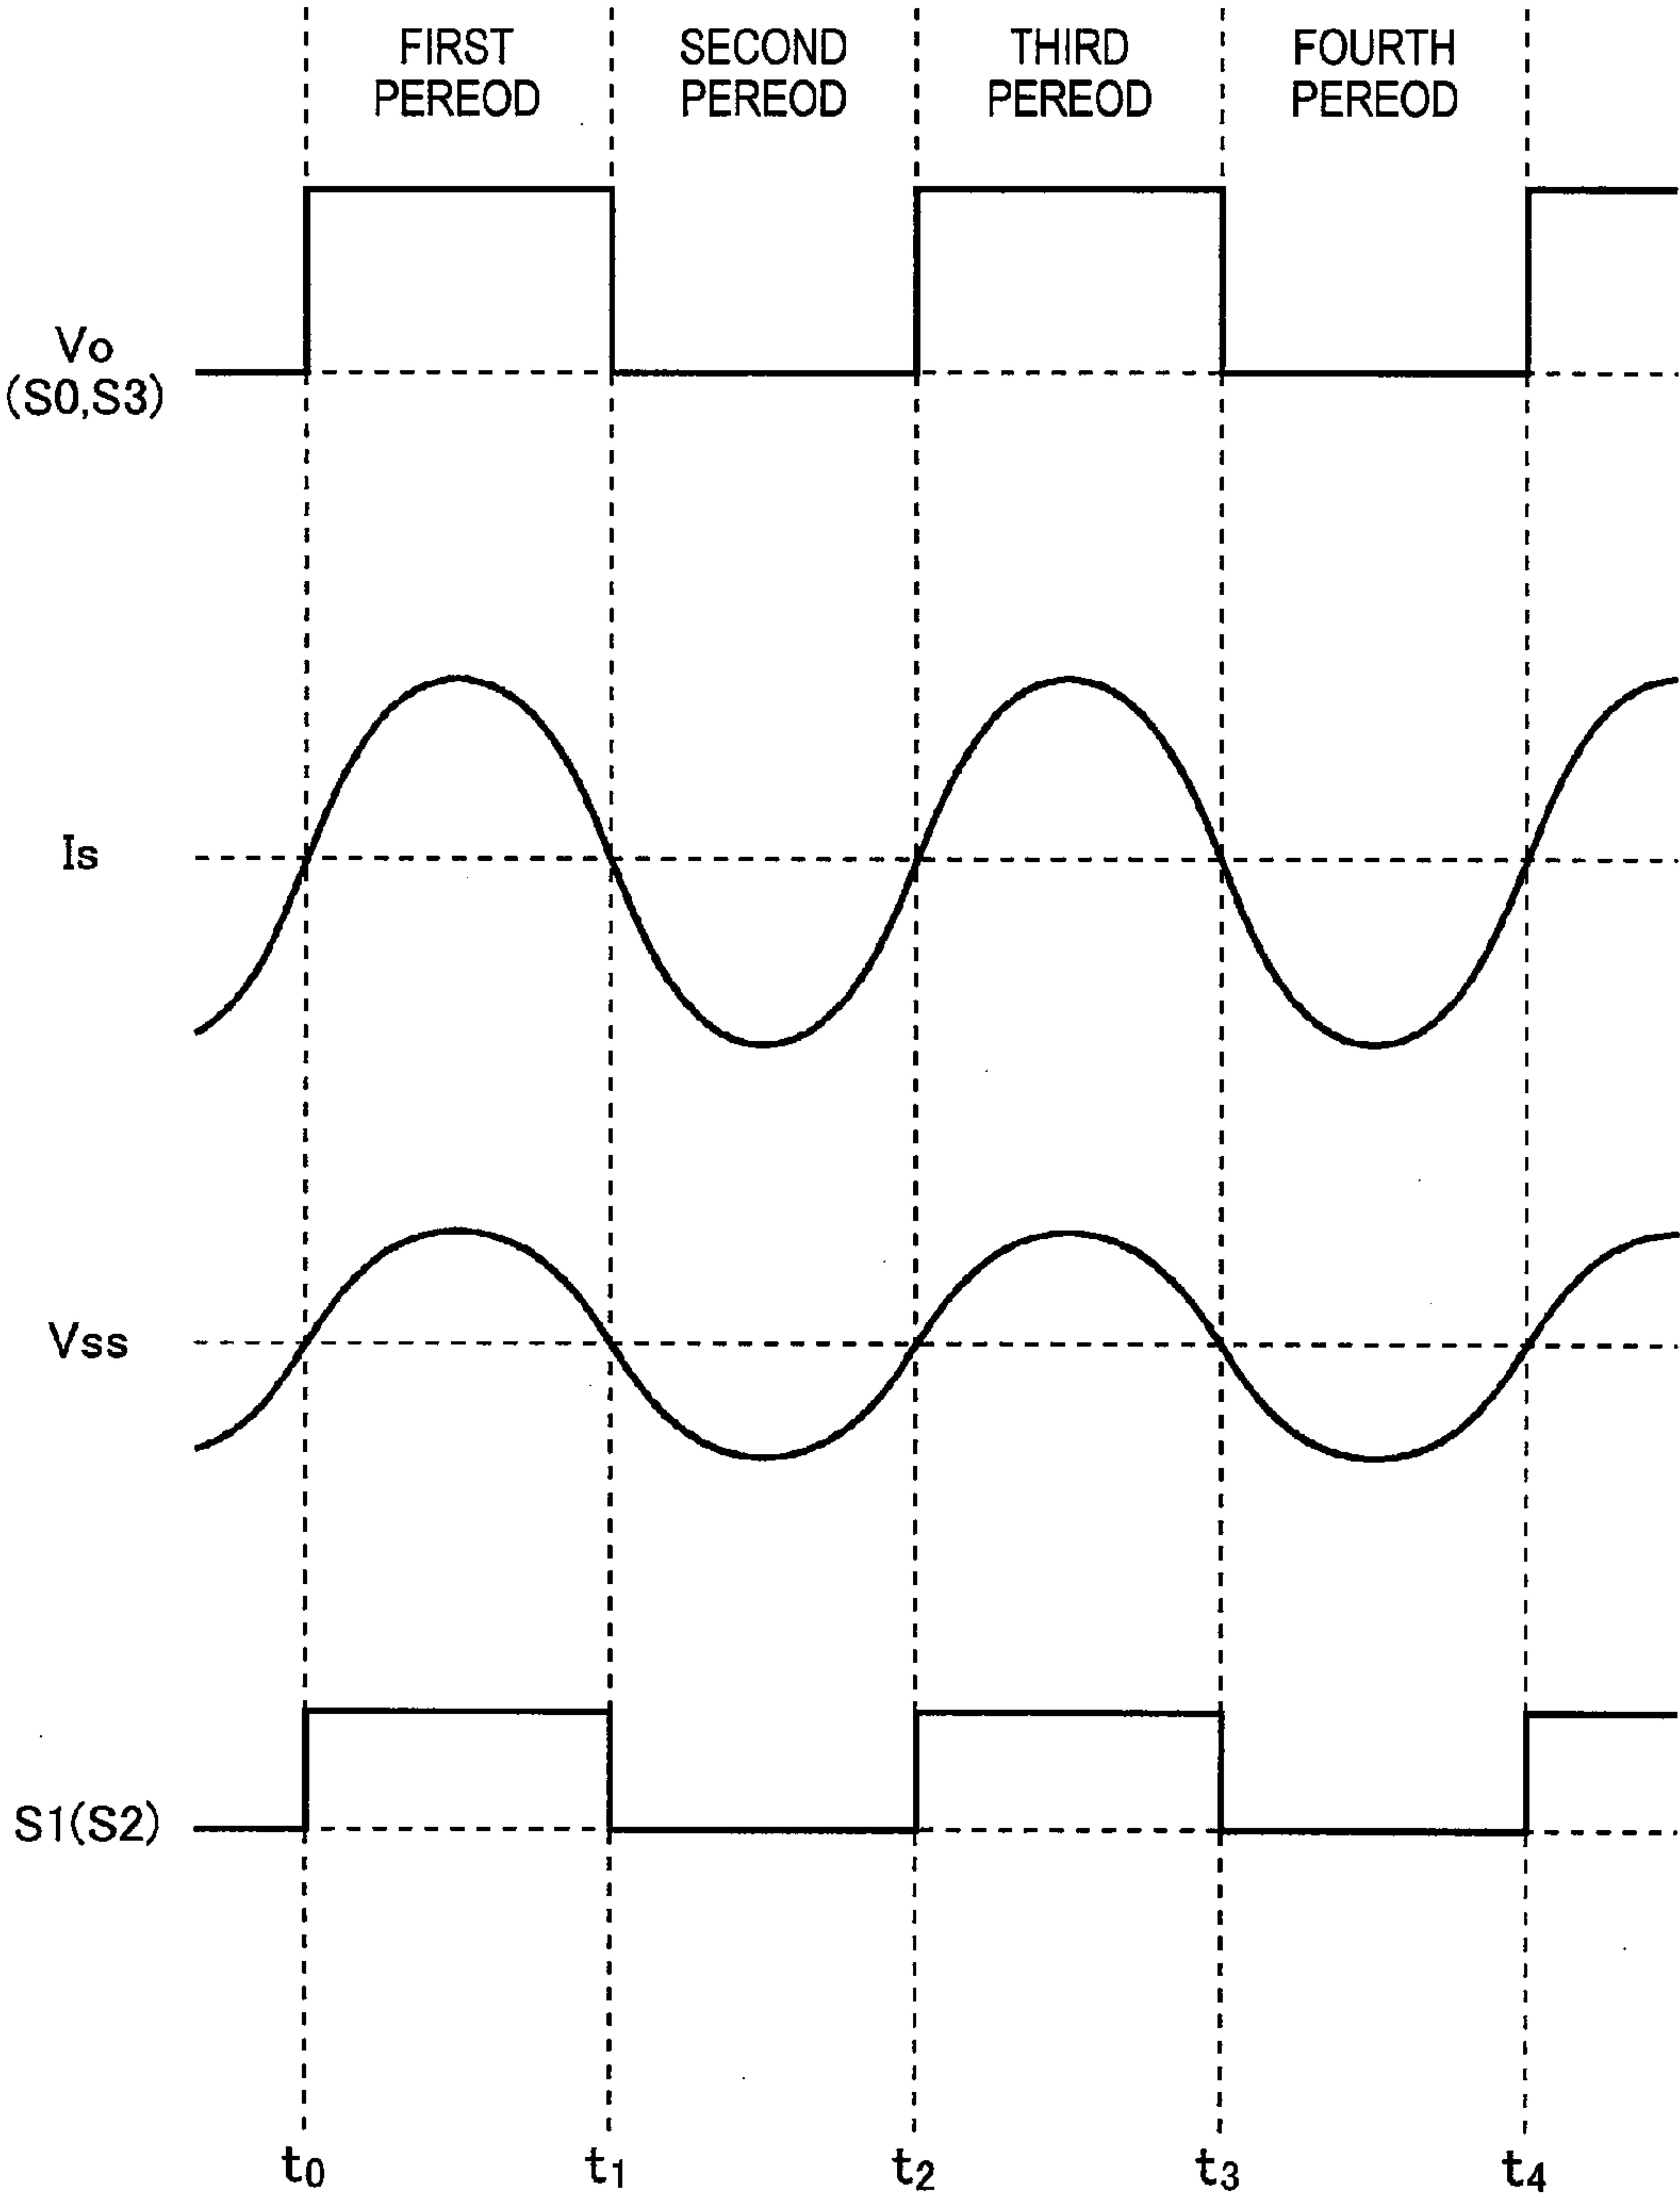 FIRST
PEREOD
SECOND
PEREOD
THIRD
PEREOD
FOURTH
PEREOD
Vo
(S0,S3)
Is
Vss
S1(S2)
t0
t1
t2
t3
t4